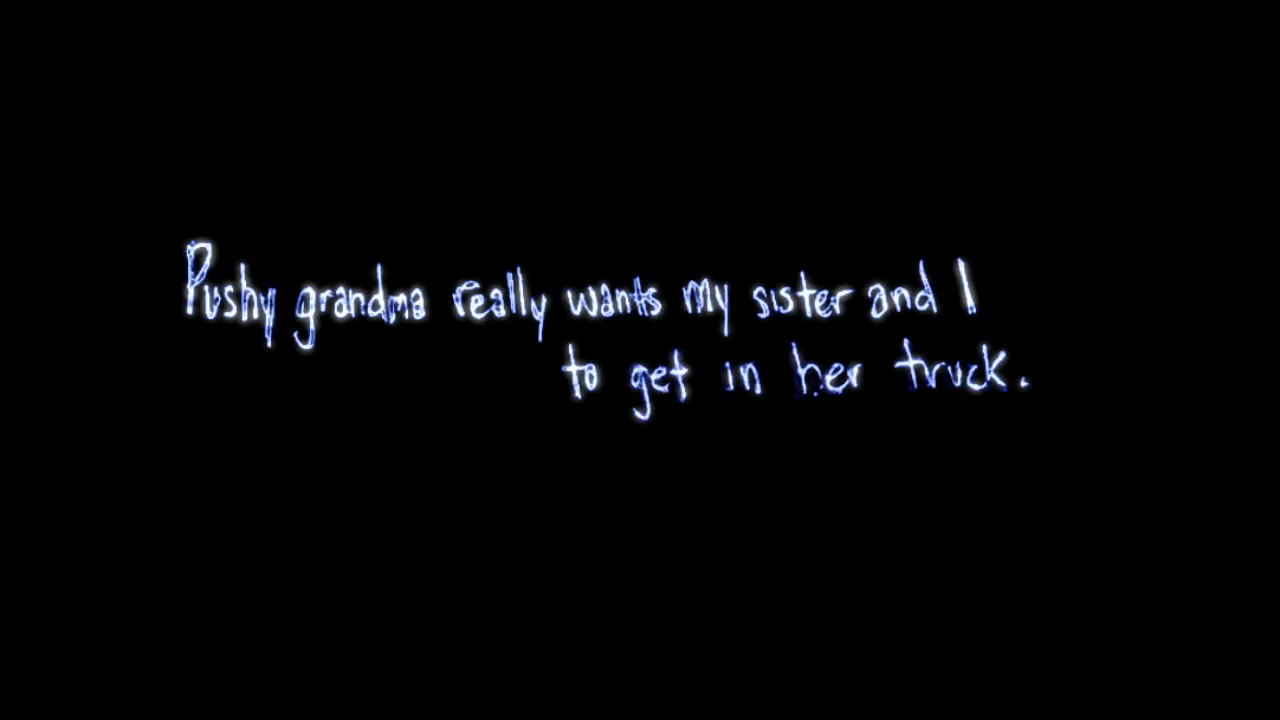 Pushy grandma really wants my sister and I
to get in her truck.